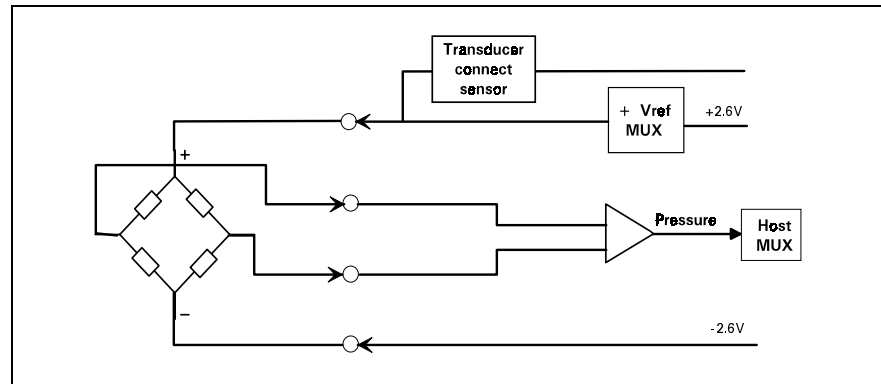 Transducer
connect
sensor
+ Vref
MUX
+2.6V
+
Pressure
Host
MUX
−
-2.6V